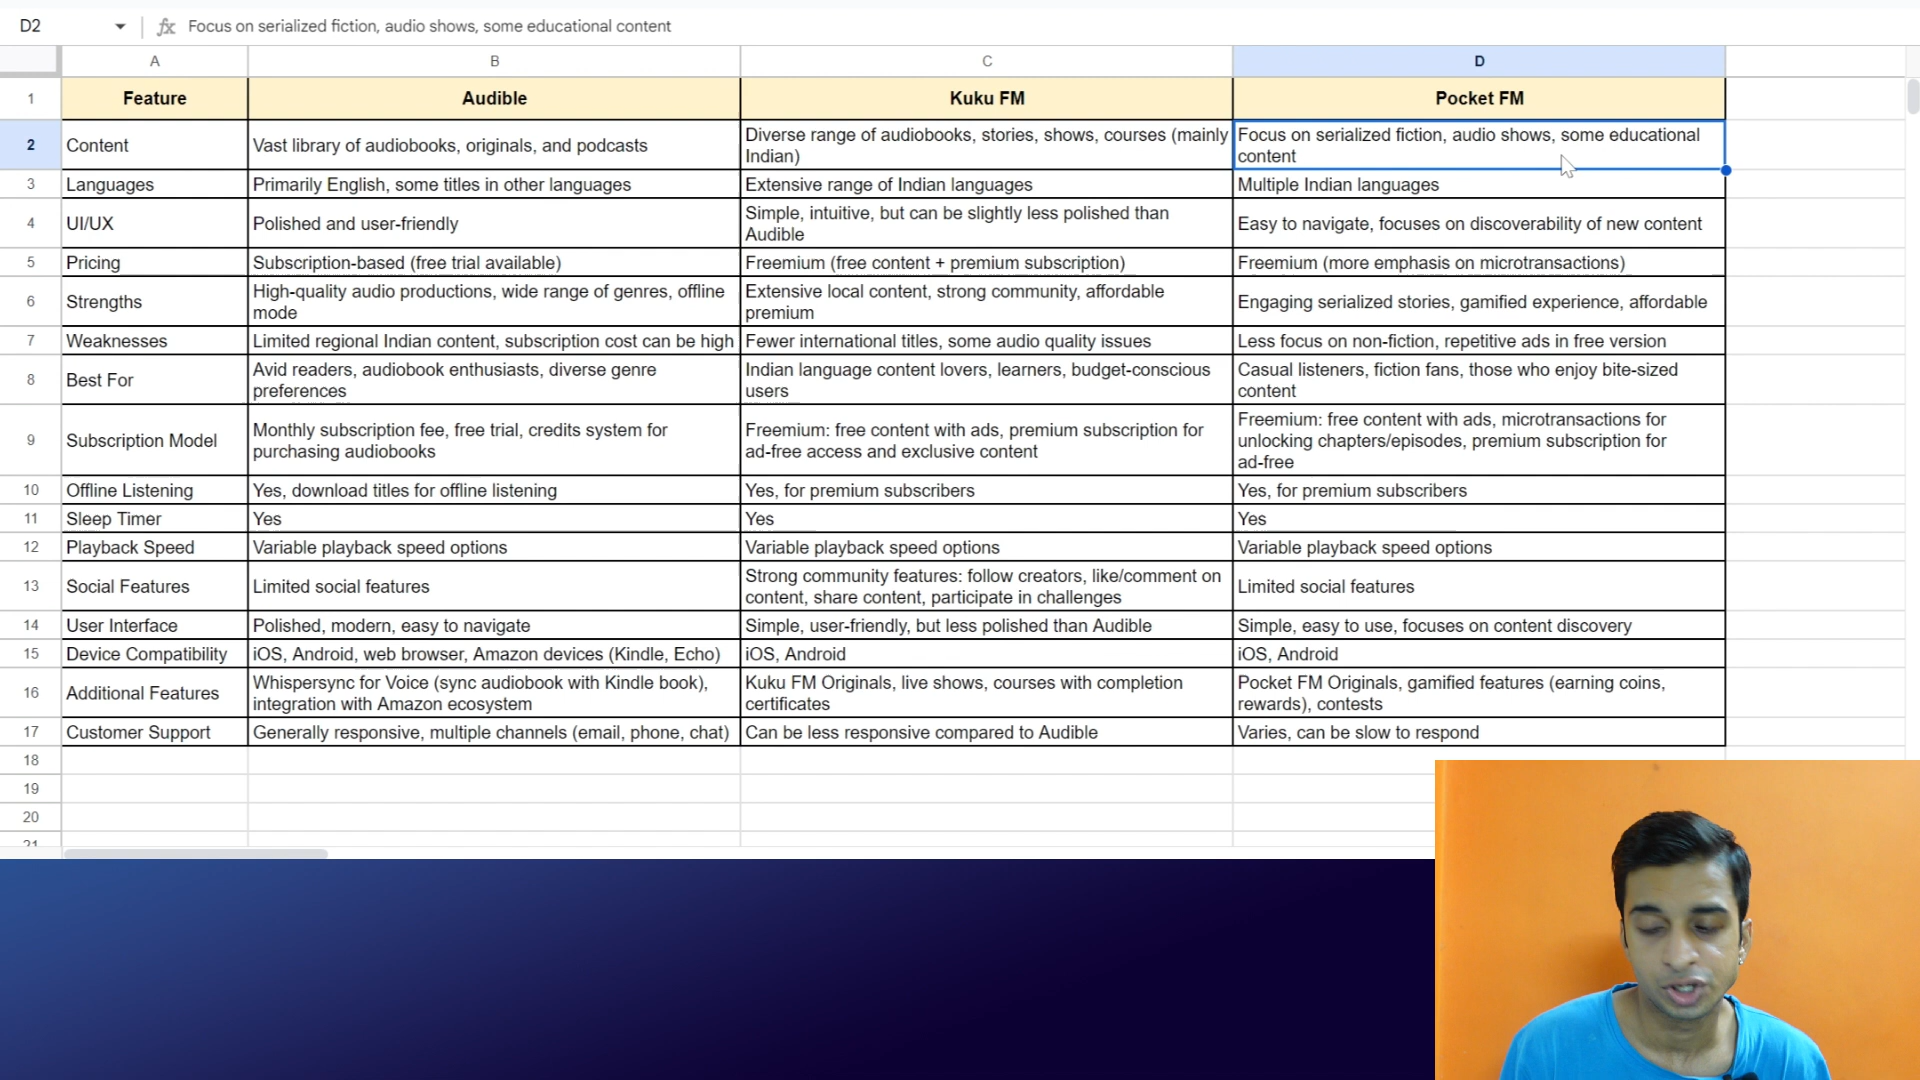 D2
fx Focus on serialized fiction, audio shows, some educational content
A B C D
1 Feature Audible Kuku FM Pocket FM
2 Content Vast library of audiobooks, originals, and podcasts Diverse range of audiobooks, stories, shows, courses (mainly Indian) Focus on serialized fiction, audio shows, some educational content
3 Languages Primarily English, some titles in other languages Extensive range of Indian languages Multiple Indian languages
4 UI/UX Polished and user-friendly Simple, intuitive, but can be slightly less polished than Audible Easy to navigate, focuses on discoverability of new content
5 Pricing Subscription-based (free trial available) Freemium (free content + premium subscription) Freemium (more emphasis on microtransactions)
6 Strengths High-quality audio productions, wide range of genres, offline mode Extensive local content, strong community, affordable premium Engaging serialized stories, gamified experience, affordable
7 Weaknesses Limited regional Indian content, subscription cost can be high Fewer international titles, some audio quality issues Less focus on non-fiction, repetitive ads in free version
8 Best For Avid readers, audiobook enthusiasts, diverse genre preferences Indian language content lovers, learners, budget-conscious users Casual listeners, fiction fans, those who enjoy bite-sized content
9 Subscription Model Monthly subscription fee, free trial, credits system for purchasing audiobooks Freemium: free content with ads, premium subscription for ad-free access and exclusive content Freemium: free content with ads, microtransactions for unlocking chapters/episodes, premium subscription for ad-free
10 Offline Listening Yes, download titles for offline listening Yes, for premium subscribers Yes, for premium subscribers
11 Sleep Timer Yes Yes Yes
12 Playback Speed Variable playback speed options Variable playback speed options Variable playback speed options
13 Social Features Limited social features Strong community features: follow creators, like/comment on content, share content, participate in challenges Limited social features
14 User Interface Polished, modern, easy to navigate Simple, user-friendly, but less polished than Audible Simple, easy to use, focuses on content discovery
15 Device Compatibility iOS, Android, web browser, Amazon devices (Kindle, Echo) iOS, Android iOS, Android
16 Additional Features Whispersync for Voice (sync audiobook with Kindle book), integration with Amazon ecosystem Kuku FM Originals, live shows, courses with completion certificates Pocket FM Originals, gamified features (earning coins, rewards), contests
17 Customer Support Generally responsive, multiple channels (email, phone, chat) Can be less responsive compared to Audible Varies, can be slow to respond
18
19
20
21